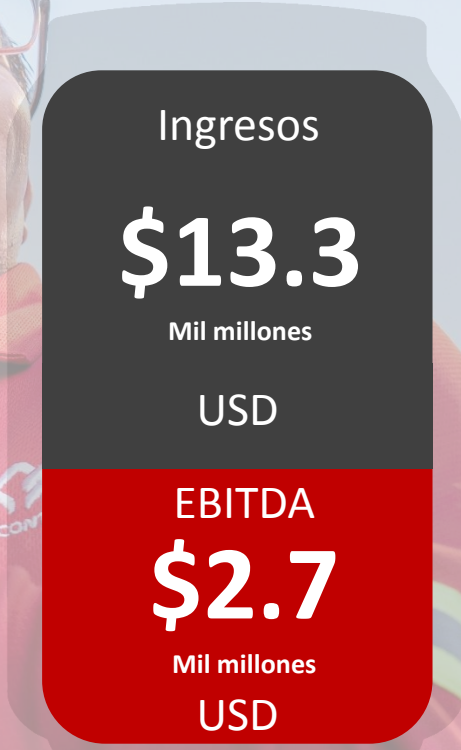 Ingresos
$13.3
Mil millones
USD
EBITDA
$2.7
Mil millones
USD